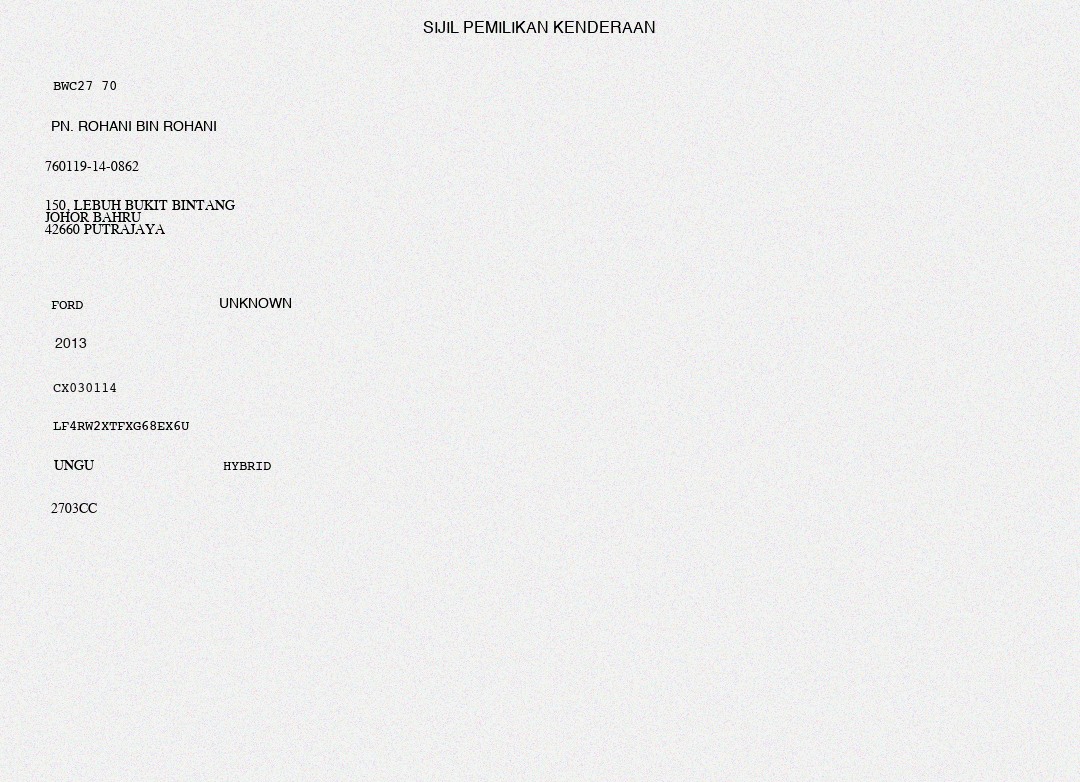 SIJIL PEMILIKAN KENDERAAN
BWC27 70
PN. ROHANI BIN ROHANI
760119-14-0862
150, LEBUH BUKIT BINTANG
JOHOR BAHRU
42660 PUTRAJAYA
FORD UNKNOWN
2013
CX030114
LF4RW2XTFXG68EX6U
UNGU HYBRID
2703CC